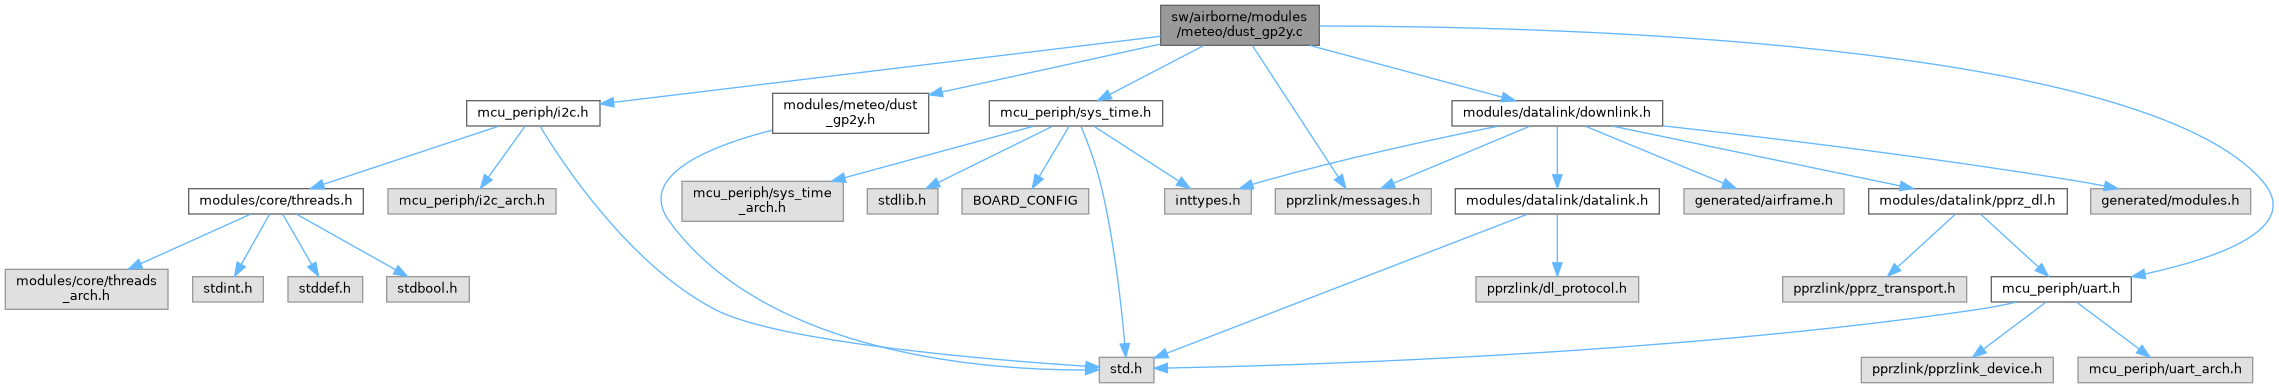 sw/airborne/modules
/meteo/dust_gp2y.c
mcu_periph/i2c.h
modules/meteo/dust
_gp2y.h
mcu_periph/sys_time.h
modules/datalink/downlink.h
modules/core/threads.h
mcu_periph/i2c_arch.h
mcu_periph/sys_time
_arch.h
stdlib.h
BOARD_CONFIG
inttypes.h
pprzlink/messages.h
modules/datalink/datalink.h
generated/airframe.h
modules/datalink/pprz_dl.h
generated/modules.h
modules/core/threads
_arch.h
stdint.h
stddef.h
stdbool.h
pprzlink/dl_protocol.h
pprzlink/pprz_transport.h
mcu_periph/uart.h
std.h
pprzlink/pprzlink_device.h
mcu_periph/uart_arch.h